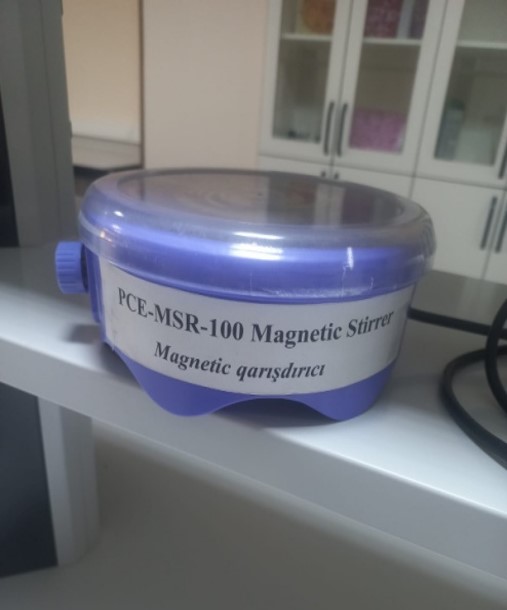 PCE-MSR-100 Magnetic Stirrer
Magnetic qarışdırıcı